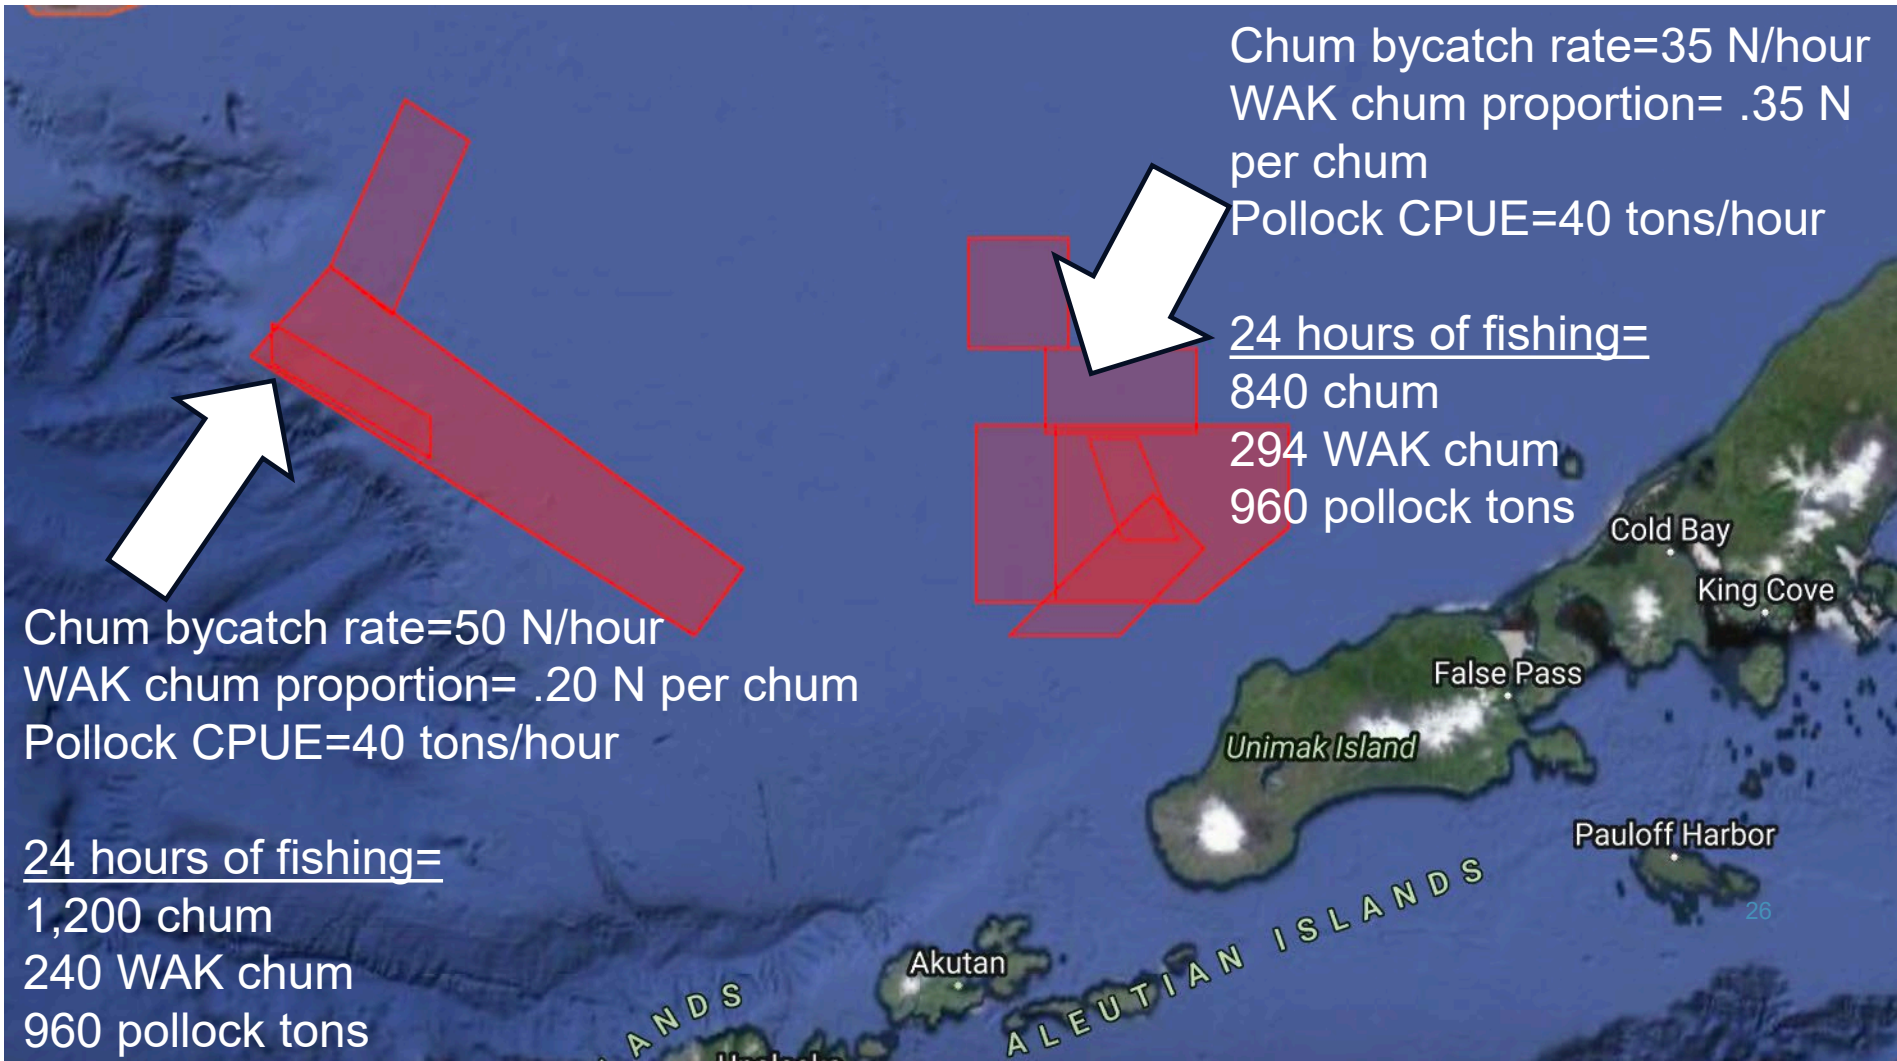 Chum bycatch rate=35 N/hour
WAK chum proportion= .35 N
per chum
Pollock CPUE=40 tons/hour
24 hours of fishing=
840 chum
294 WAK chum
960 pollock tons
Cold Bay
King Cove
False Pass
Unimak Island
Pauloff Harbor
26
Chum bycatch rate=50 N/hour
WAK chum proportion= .20 N per chum
Pollock CPUE=40 tons/hour
24 hours of fishing=
1,200 chum
240 WAK chum
960 pollock tons
Akutan
ALEUTIAN ISLANDS